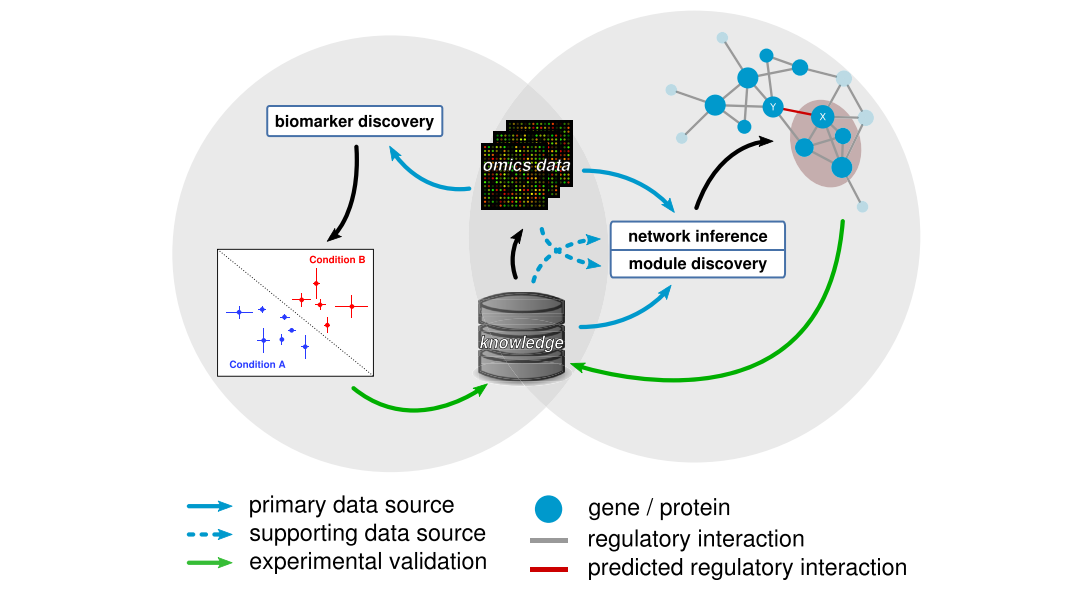 biomarker discovery
omics data
Y
X
network inference
module discovery
Condition B
Condition A
knowledge
primary data source
supporting data source
experimental validation
gene / protein
regulatory interaction
predicted regulatory interaction